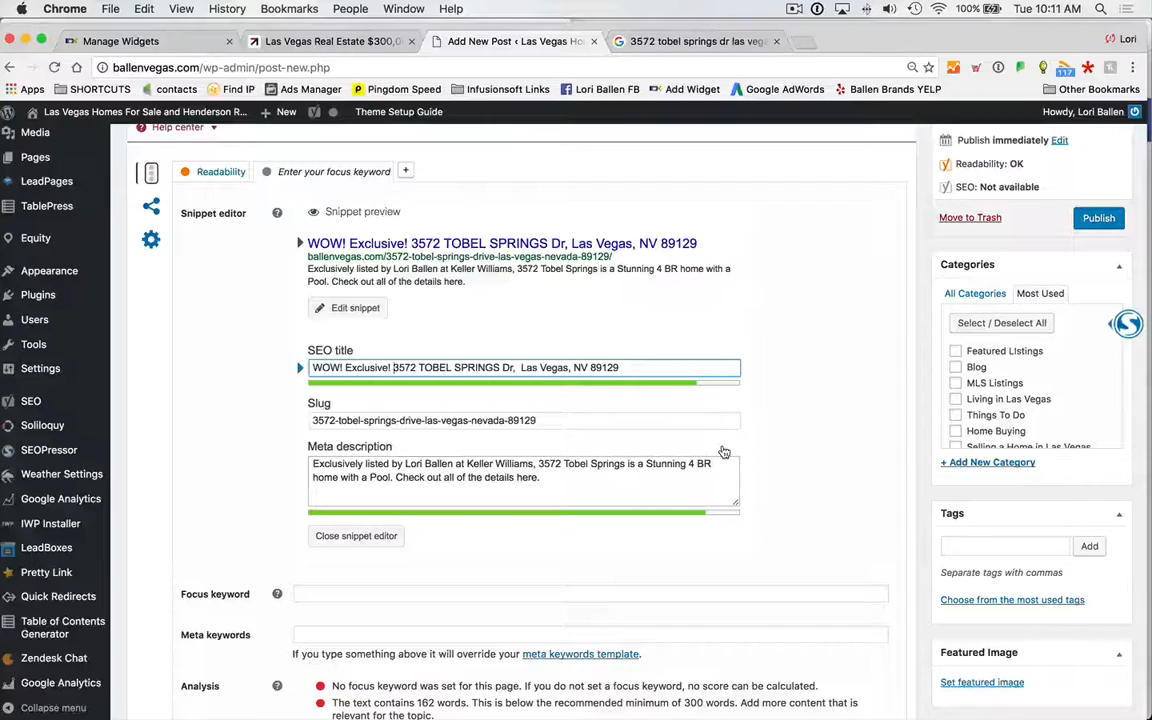 Chrome File Edit View History Bookmarks People Window Help 100% Tue 10:11 AM
Manage Widgets Las Vegas Real Estate $300,0 Add New Post ‹ Las Vegas Ho 3572 tobel springs dr las veg Lori
ballenvegas.com/wp-admin/post-new.php 117
Apps SHORTCUTS contacts Find IP Ads Manager Pingdom Speed Infusionsoft Links Lori Ballen FB Add Widget Google AdWords Ballen Brands YELP Other Bookmarks
Las Vegas Homes For Sale and Henderson R... New Theme Setup Guide Howdy, Lori Ballen
Help center
Media
Pages
LeadPages
TablePress
Equity
Appearance
Plugins
Users
Tools
Settings
SEO
Soliloquy
SEOPressor
Weather Settings
Google Analytics
IWP Installer
LeadBoxes
Pretty Link
Quick Redirects
Table of Contents
Generator
Zendesk Chat
Google Analytics
Collapse menu
Readability Enter your focus keyword +
Snippet editor Snippet preview
WOW! Exclusive! 3572 TOBEL SPRINGS Dr, Las Vegas, NV 89129
ballenvegas.com/3572-tobel-springs-drive-las-vegas-nevada-89129/
Exclusively listed by Lori Ballen at Keller Williams, 3572 Tobel Springs is a Stunning 4 BR home with a
Pool. Check out all of the details here.
Edit snippet
SEO title
WOW! Exclusive! 3572 TOBEL SPRINGS Dr, Las Vegas, NV 89129
Slug
3572-tobel-springs-drive-las-vegas-nevada-89129
Meta description
Exclusively listed by Lori Ballen at Keller Williams, 3572 Tobel Springs is a Stunning 4 BR
home with a Pool. Check out all of the details here.
Close snippet editor
Focus keyword
Meta keywords
If you type something above it will override your meta keywords template.
Analysis No focus keyword was set for this page. If you do not set a focus keyword, no score can be calculated.
The text contains 162 words. This is below the recommended minimum of 300 words. Add more content that is
relevant for the topic.
Publish immediately Edit
Readability: OK
SEO: Not available
Move to Trash Publish
Categories
All Categories Most Used
Select / Deselect All
Featured LIstings
Blog
MLS Listings
Living in Las Vegas
Things To Do
Home Buying
Selling a Home in Las Vegas
+ Add New Category
Tags
Add
Separate tags with commas
Choose from the most used tags
Featured Image
Set featured image